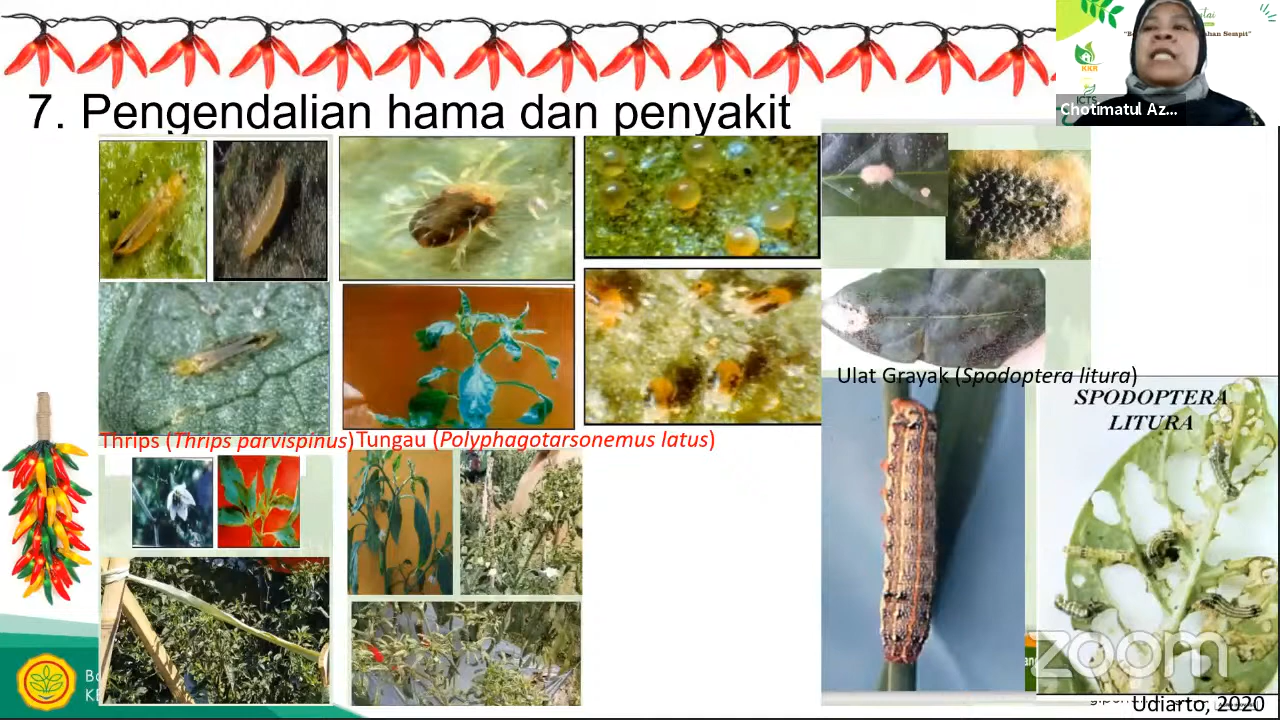 7. Pengendalian hama dan penyakit
Chotimatul Az...
KKR
Ulat Grayak (Spodoptera litura)
SPODOPTERA
LITURA
Thrips (Thrips parvispinus)
Tungau (Polyphagotarsonemus latus)
zoom
Udiarto, 2020